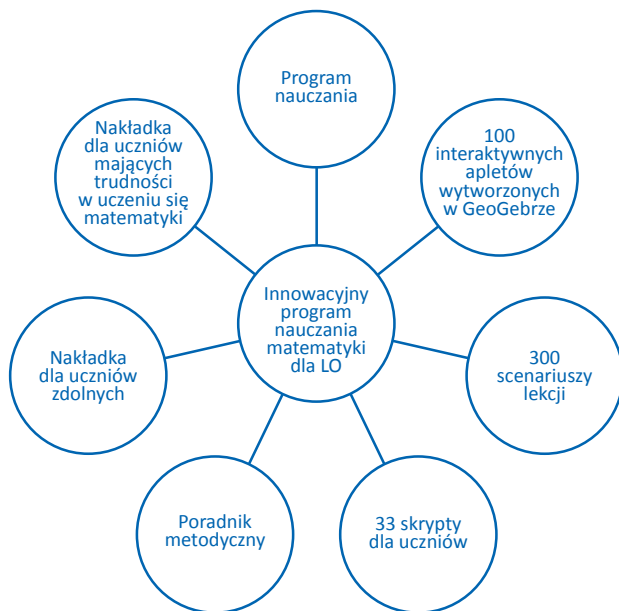 Program
nauczania
100
interaktywnych
apletów
wytworzonych
w GeoGebrze
300
scenariuszy
lekcji
33 skrypty
dla uczniów
Poradnik
metodyczny
Nakładka
dla uczniów
zdolnych
Nakładka
dla uczniów
mających
trudności
w uczeniu się
matematyki
Innowacyjny
program
nauczania
matematyki
dla LO